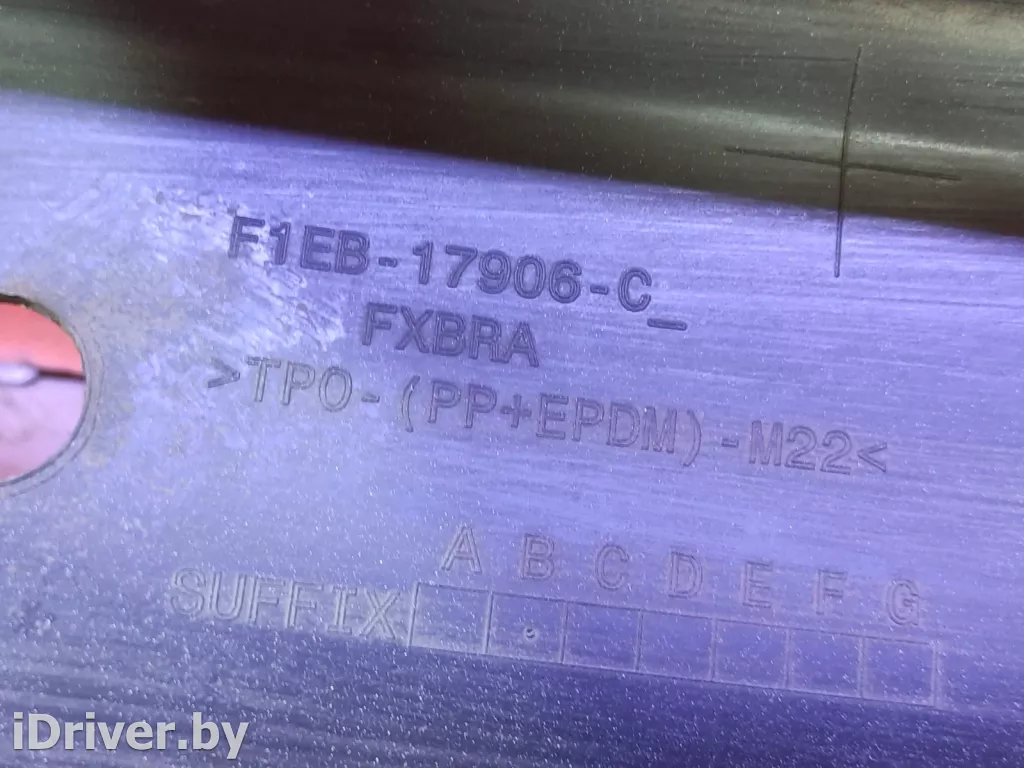 F1EB-17906-C_
FXBRA
>TPO-(PP+EPDM)-M22<
A B C D E F G
SUFFIX
iDriver.by